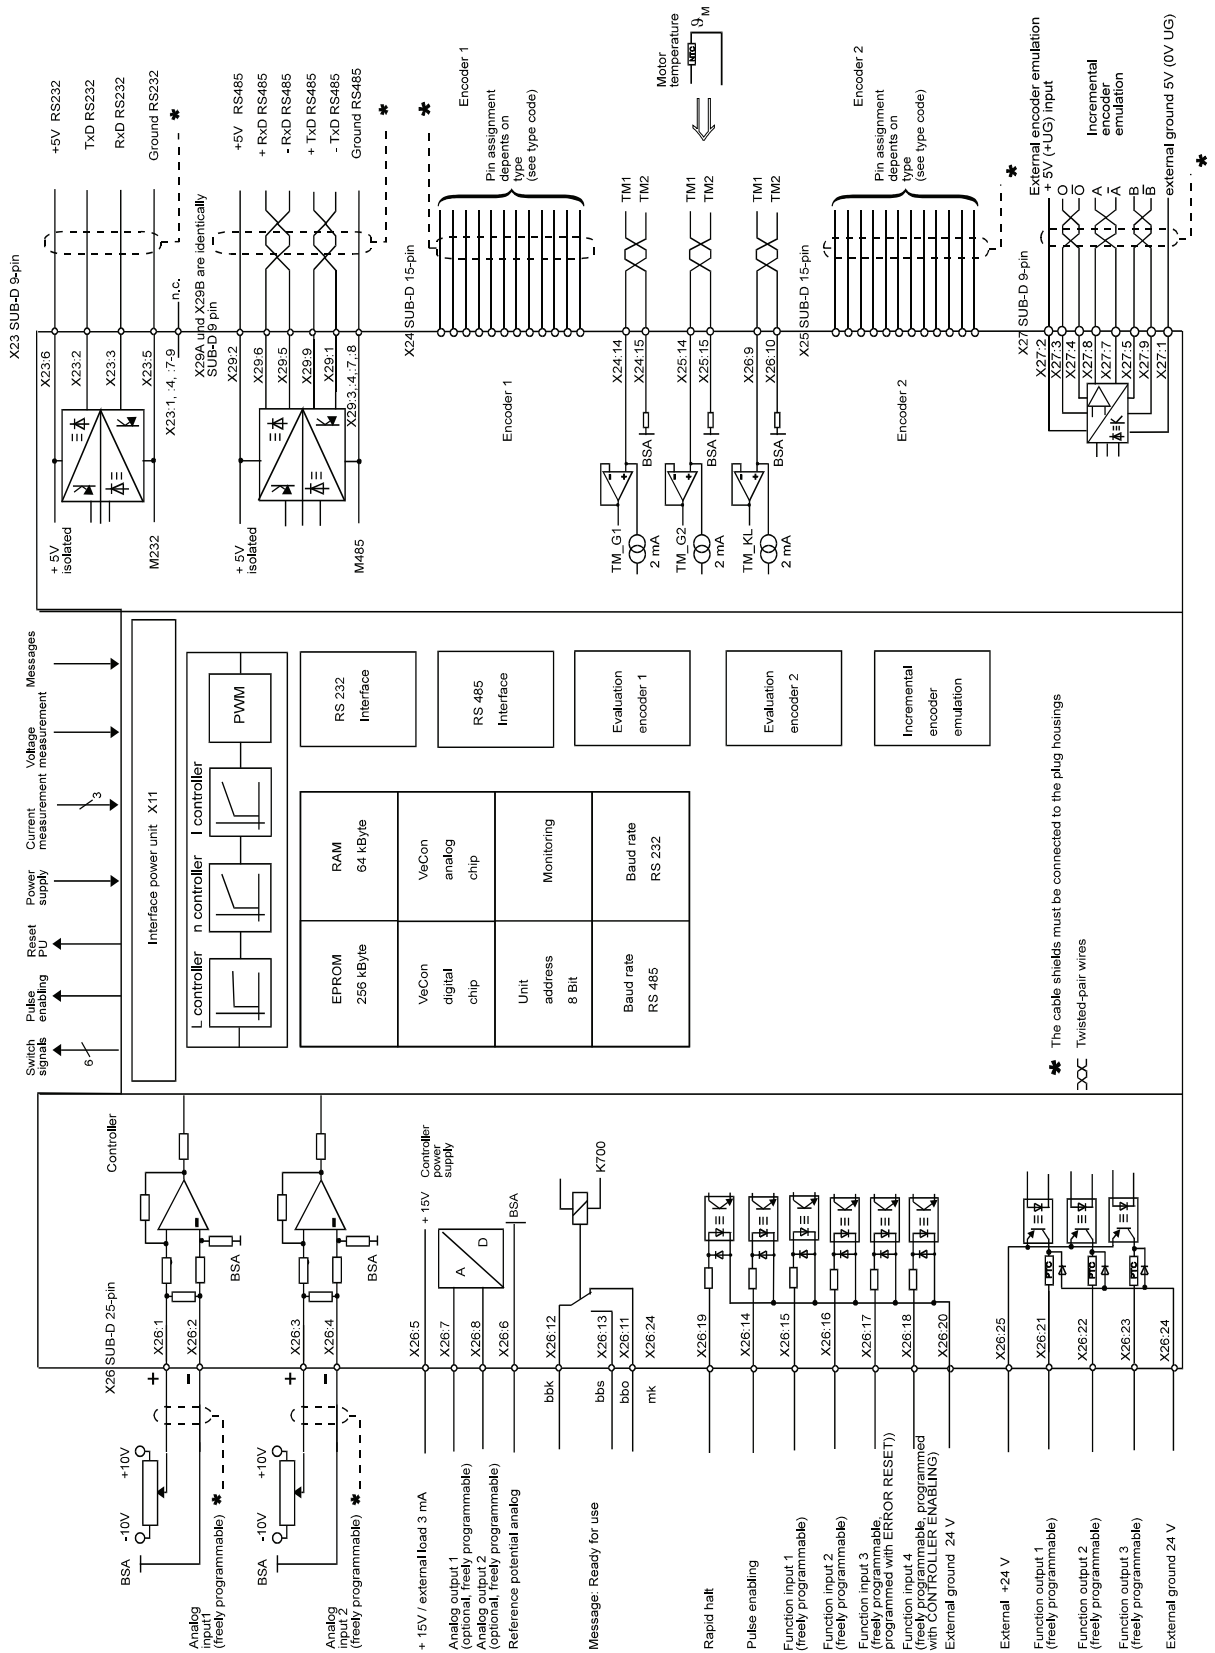 X23 SUB-D 9-pin
+5V RS232
TxD RS232
RxD RS232
Ground RS232
*
X23:6
X23:2
X23:3
X23:5
X23:1, :4, :7-9
n.c.
+ 5V
isolated
M232
X29A und X29B are identically
SUB-D 9 pin
+5V RS485
+ RxD RS485
- RxD RS485
+ TxD RS485
- TxD RS485
Ground RS485
*
X29:2
X29:6
X29:5
X29:9
X29:1
X29:3,:4,:7,:8
+ 5V
isolated
M485
X24 SUB-D 15-pin
*
Encoder 1
Pin assignment
depents on
type
(see type code)
Encoder 1
Motor
temperature
NTC
ϑM
TM1
TM2
TM1
TM2
TM1
TM2
X24:14
X24:15
X25:14
X25:15
X26:9
X26:10
BSA
BSA
BSA
TM_G1
2 mA
TM_G2
2 mA
TM_KL
2 mA
X25 SUB-D 15-pin
*
Encoder 2
Pin assignment
depents on
type
(see type code)
Encoder 2
X27 SUB-D 9-pin
External encoder emulation
+ 5V (+UG) input
O
O̅
A
A̅
B
B̅
Incremental
encoder
emulation
external ground 5V (0V UG)
*
X27:2
X27:3
X27:4
X27:8
X27:7
X27:5
X27:9
X27:1
Messages
Voltage
measurement
Current
measurement
3
Power
supply
Reset
PU
Pulse
enabling
Switch
signals
6
Interface power unit X11
L controller
n controller
I controller
PWM
RS 232
Interface
RS 485
Interface
Evaluation
encoder 1
Evaluation
encoder 2
Incremental
encoder
emulation
EPROM
256 kByte
RAM
64 kByte
VeCon
digital
chip
VeCon
analog
chip
Unit
address
8 Bit
Monitoring
Baud rate
RS 485
Baud rate
RS 232
* The cable shields must be connected to the plug housings
Twisted-pair wires
Controller
X26 SUB-D 25-pin
X26:1
X26:2
X26:3
X26:4
BSA
BSA
+
-
+
-
+10V
-10V
BSA
Analog
input1
(freely programmable) *
+10V
-10V
BSA
Analog
input 2
(freely programmable) *
+ 15V
Controller
power
supply
A
D
BSA
X26:5
X26:7
X26:8
X26:6
+ 15V / external load 3 mA
Analog output 1
(optional, freely programmable)
Analog output 2
(optional, freely programmable)
Reference potential analog
K700
X26:12
X26:13
X26:11
X26:24
bbk
bbs
bbo
mk
Message: Ready for use
X26:19
X26:14
X26:15
X26:16
X26:17
X26:18
X26:20
Rapid halt
Pulse enabling
Function input 1
(freely programmable)
Function input 2
(freely programmable)
Function input 3
(freely programmable,
programmed with ERROR RESET))
Function input 4
(freely programmable, programmed
with CONTROLLER ENABLING)
External ground 24 V
PTC
PTC
PTC
X26:25
X26:21
X26:22
X26:23
X26:24
External +24 V
Function output 1
(freely programmable)
Function output 2
(freely programmable)
Function output 3
(freely programmable)
External ground 24 V